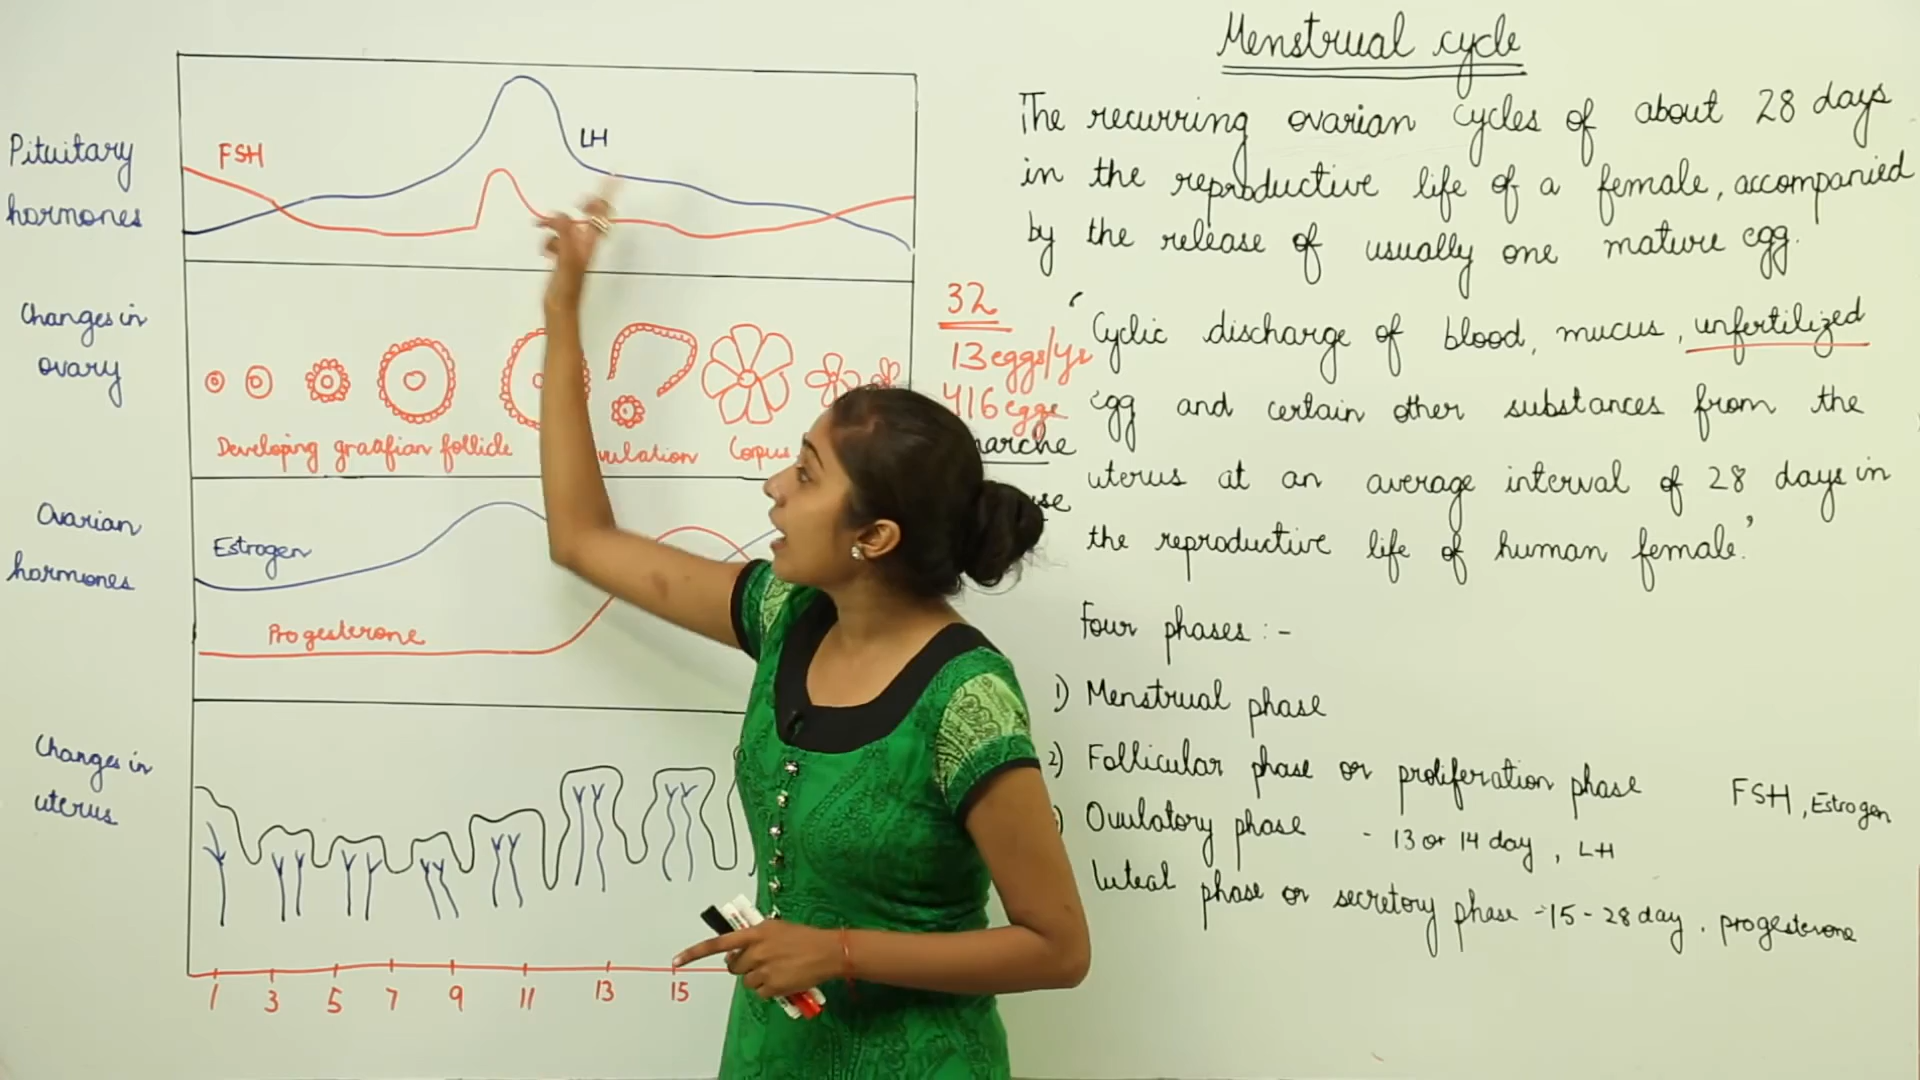 Menstrual cycle
The recurring ovarian cycles of about 28 days
in the reproductive life of a female, accompanied
by the release of usually one mature egg.
'Cyclic discharge of blood, mucus, unfertilized
egg and certain other substances from the
uterus at an average interval of 28 days in
the reproductive life of human female.'
Four phases :-
1) Menstrual phase
2) Follicular phase or proliferation phase FSH, Estrogen
Ovulatory phase - 13 or 14 day, LH
luteal phase or secretory phase - 15 - 28 day. progesterone
32
13 eggs/yr
416 eggs
Pituitary
hormones
FSH
LH
Changes in
ovary
Developing graafian follicle
Corpus
Ovarian
hormones
Estrogen
Progesterone
Changes in
uterus
1 3 5 7 9 11 13 15